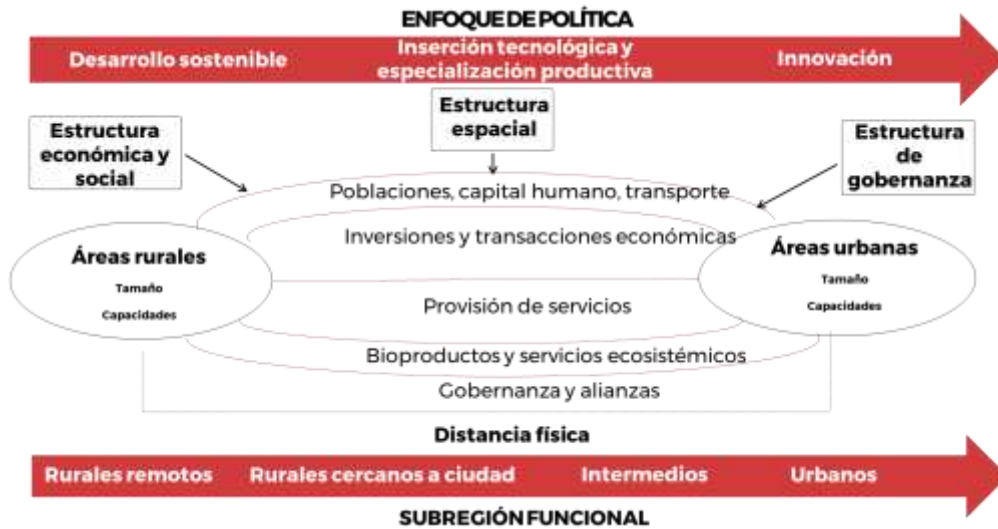 ENFOQUE DE POLÍTICA
Desarrollo sostenible
Inserción tecnológica y
especialización productiva
Innovación
Estructura
económica y
social
Estructura
espacial
Estructura
de
gobernanza
Poblaciones, capital humano, transporte
Inversiones y transacciones económicas
Áreas rurales
Tamaño
Capacidades
Áreas urbanas
Tamaño
Capacidades
Provisión de servicios
Bioproductos y servicios ecosistémicos
Gobernanza y alianzas
Distancia física
Rurales remotos
Rurales cercanos a ciudad
Intermedios
Urbanos
SUBREGIÓN FUNCIONAL